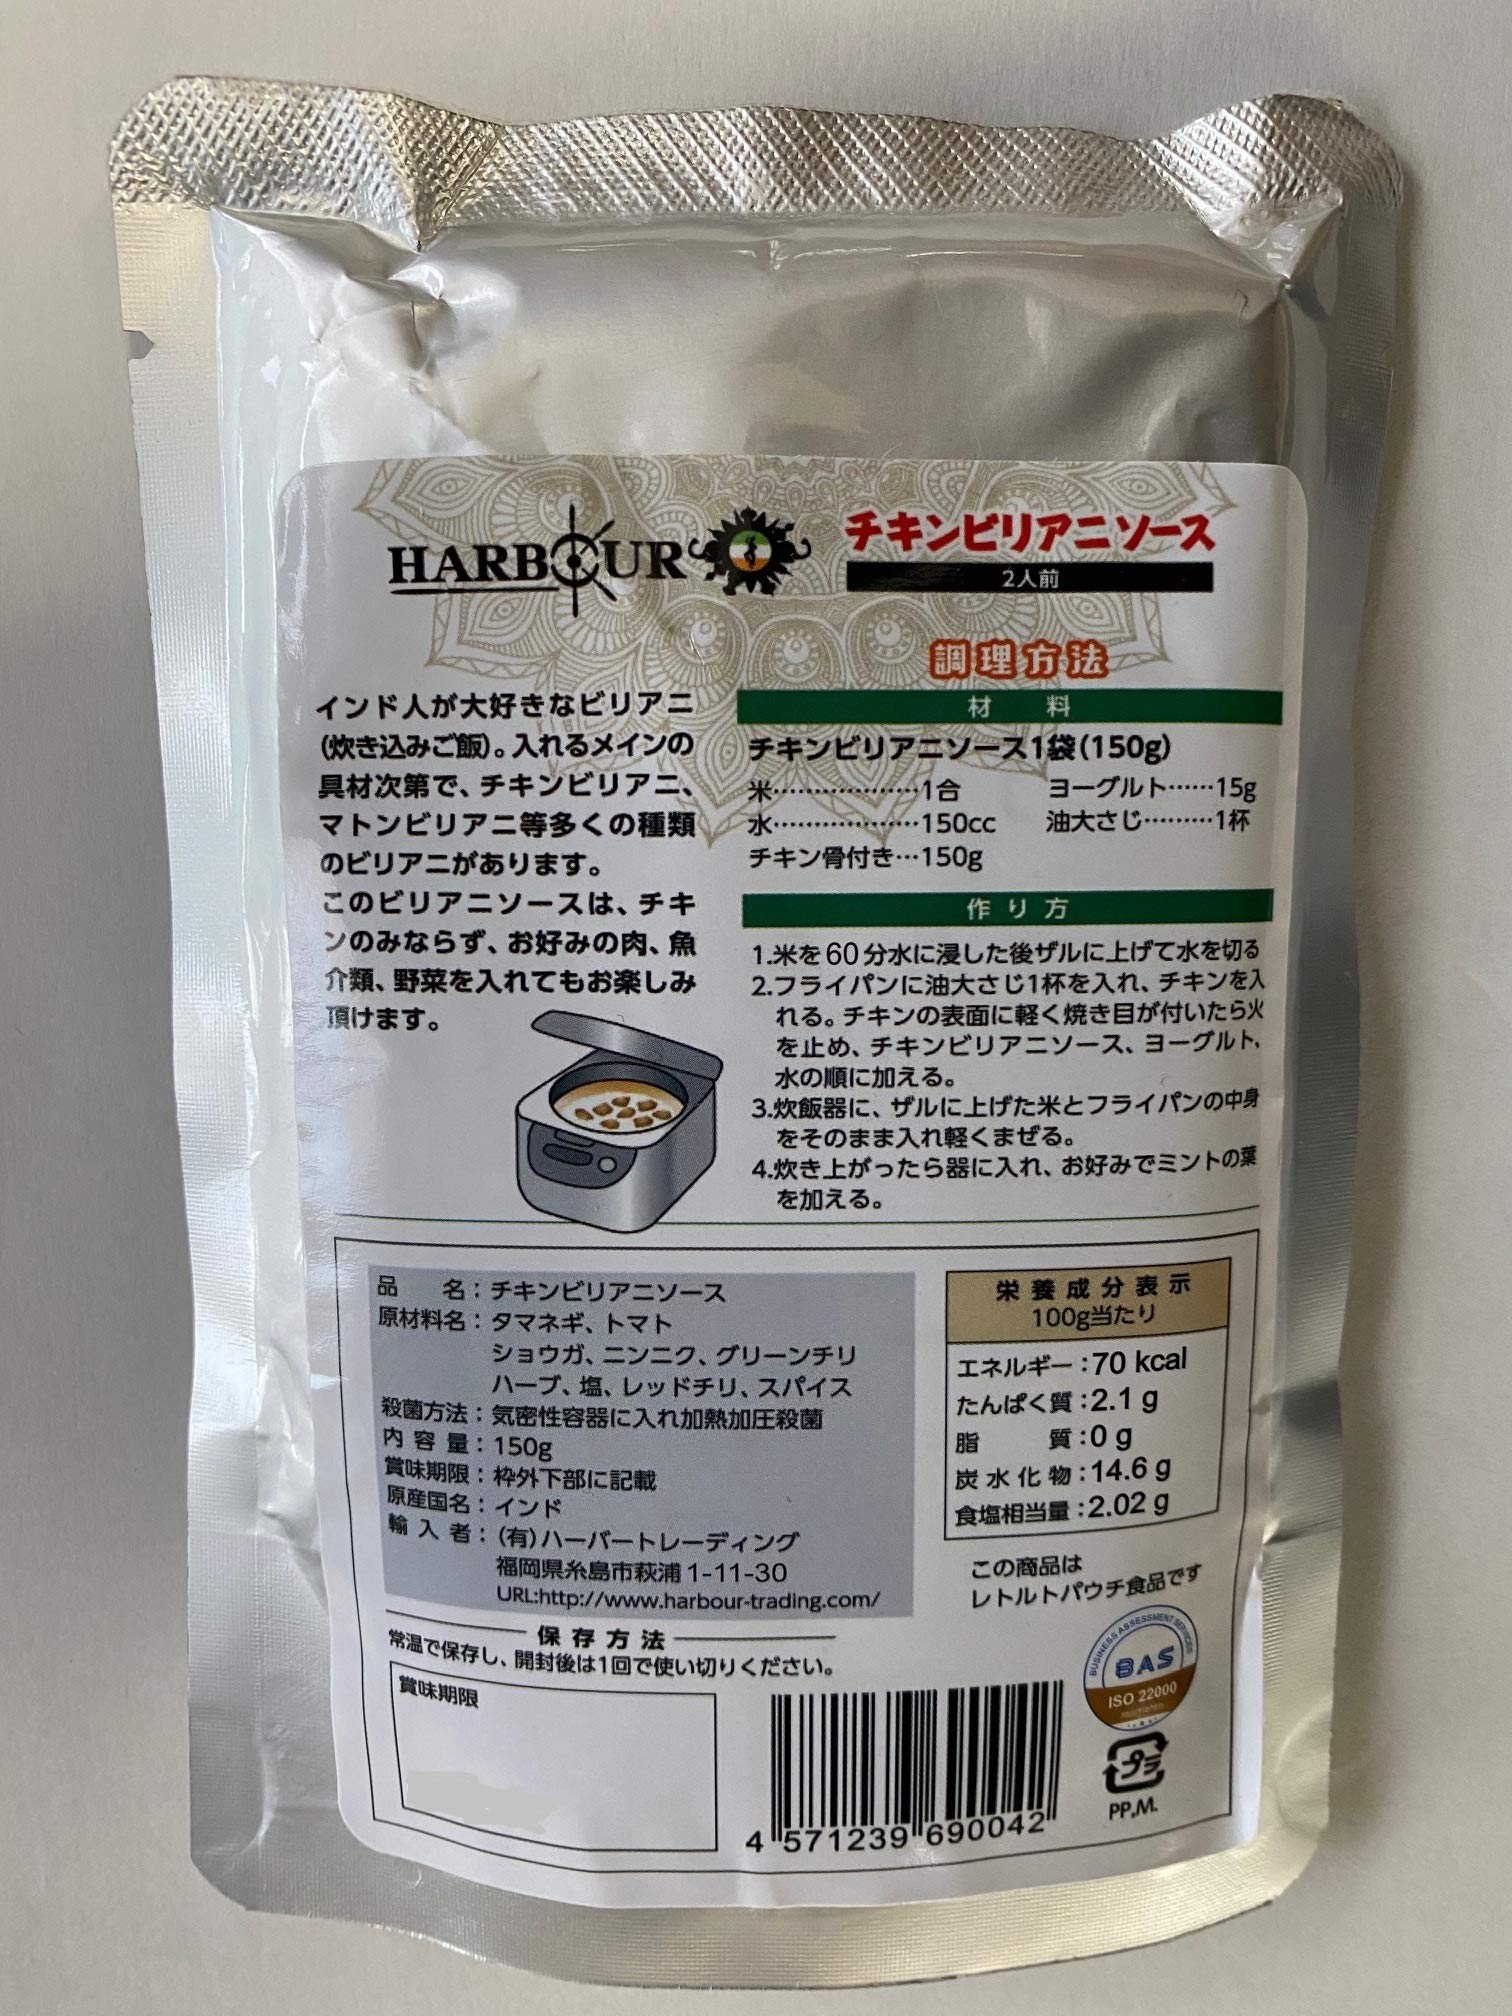 HARBOUR
チキンビリアニソース
2人前
インド人が大好きなビリアニ
(炊き込みご飯)。入れるメインの
具材次第で、チキンビリアニ、
マトンビリアニ等多くの種類
のビリアニがあります。
このビリアニソースは、チキ
ンのみならず、お好みの肉、魚
介類、野菜を入れてもお楽しみ
頂けます。
調理方法
材 料
チキンビリアニソース1袋(150g)
米………………1合 ヨーグルト……15g
水………………150cc 油大さじ………1杯
チキン骨付き…150g
作り方
1.米を60分水に浸した後ザルに上げて水を切る
2.フライパンに油大さじ1杯を入れ、チキンを入
れる。チキンの表面に軽く焼き目が付いたら火
を止め、チキンビリアニソース、ヨーグルト、
水の順に加える。
3.炊飯器に、ザルに上げた米とフライパンの中身
をそのまま入れ軽くまぜる。
4.炊き上がったら器に入れ、お好みでミントの葉
を加える。
品 名:チキンビリアニソース
原材料名:タマネギ、トマト
ショウガ、ニンニク、グリーンチリ
ハーブ、塩、レッドチリ、スパイス
殺菌方法:気密性容器に入れ加熱加圧殺菌
内容量:150g
賞味期限:枠外下部に記載
原産国名:インド
輸入者:(有)ハーバートレーディング
福岡県糸島市萩浦1-11-30
URL:http://www.harbour-trading.com/
保存方法
常温で保存し、開封後は1回で使い切りください。
賞味期限
栄養成分表示
100g当たり
エネルギー:70 kcal
たんぱく質:2.1 g
脂 質:0 g
炭水化物:14.6 g
食塩相当量:2.02 g
この商品は
レトルトパウチ食品です
BUSINESS ASSESSMENT SERVICES
BAS
ISO 22000
プラ
PP,M.
4 571239 690042